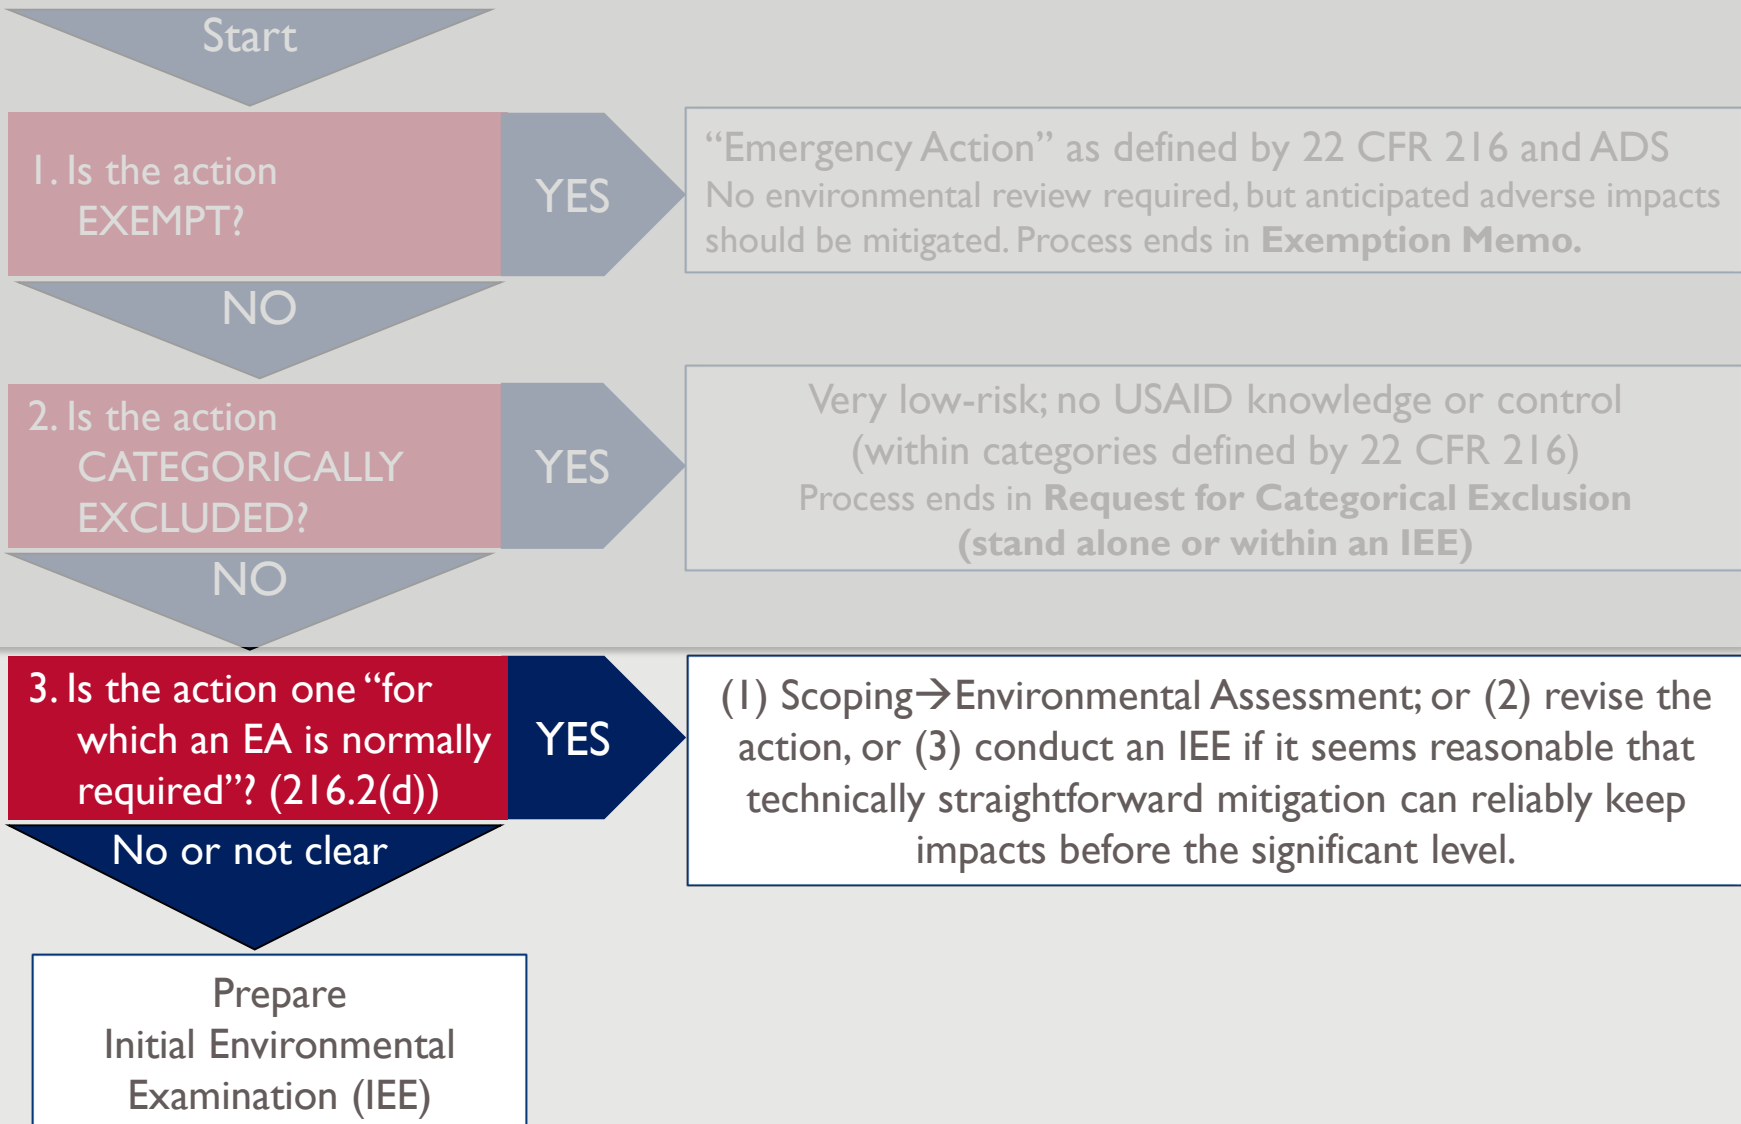 Start
1. Is the action
EXEMPT?
YES
“Emergency Action” as defined by 22 CFR 216 and ADS
No environmental review required, but anticipated adverse impacts
should be mitigated. Process ends in Exemption Memo.
NO
2. Is the action
CATEGORICALLY
EXCLUDED?
YES
Very low-risk; no USAID knowledge or control
(within categories defined by 22 CFR 216)
Process ends in Request for Categorical Exclusion
(stand alone or within an IEE)
NO
3. Is the action one “for
which an EA is normally
required”? (216.2(d))
YES
(1) Scoping→Environmental Assessment; or (2) revise the
action, or (3) conduct an IEE if it seems reasonable that
technically straightforward mitigation can reliably keep
impacts before the significant level.
No or not clear
Prepare
Initial Environmental
Examination (IEE)